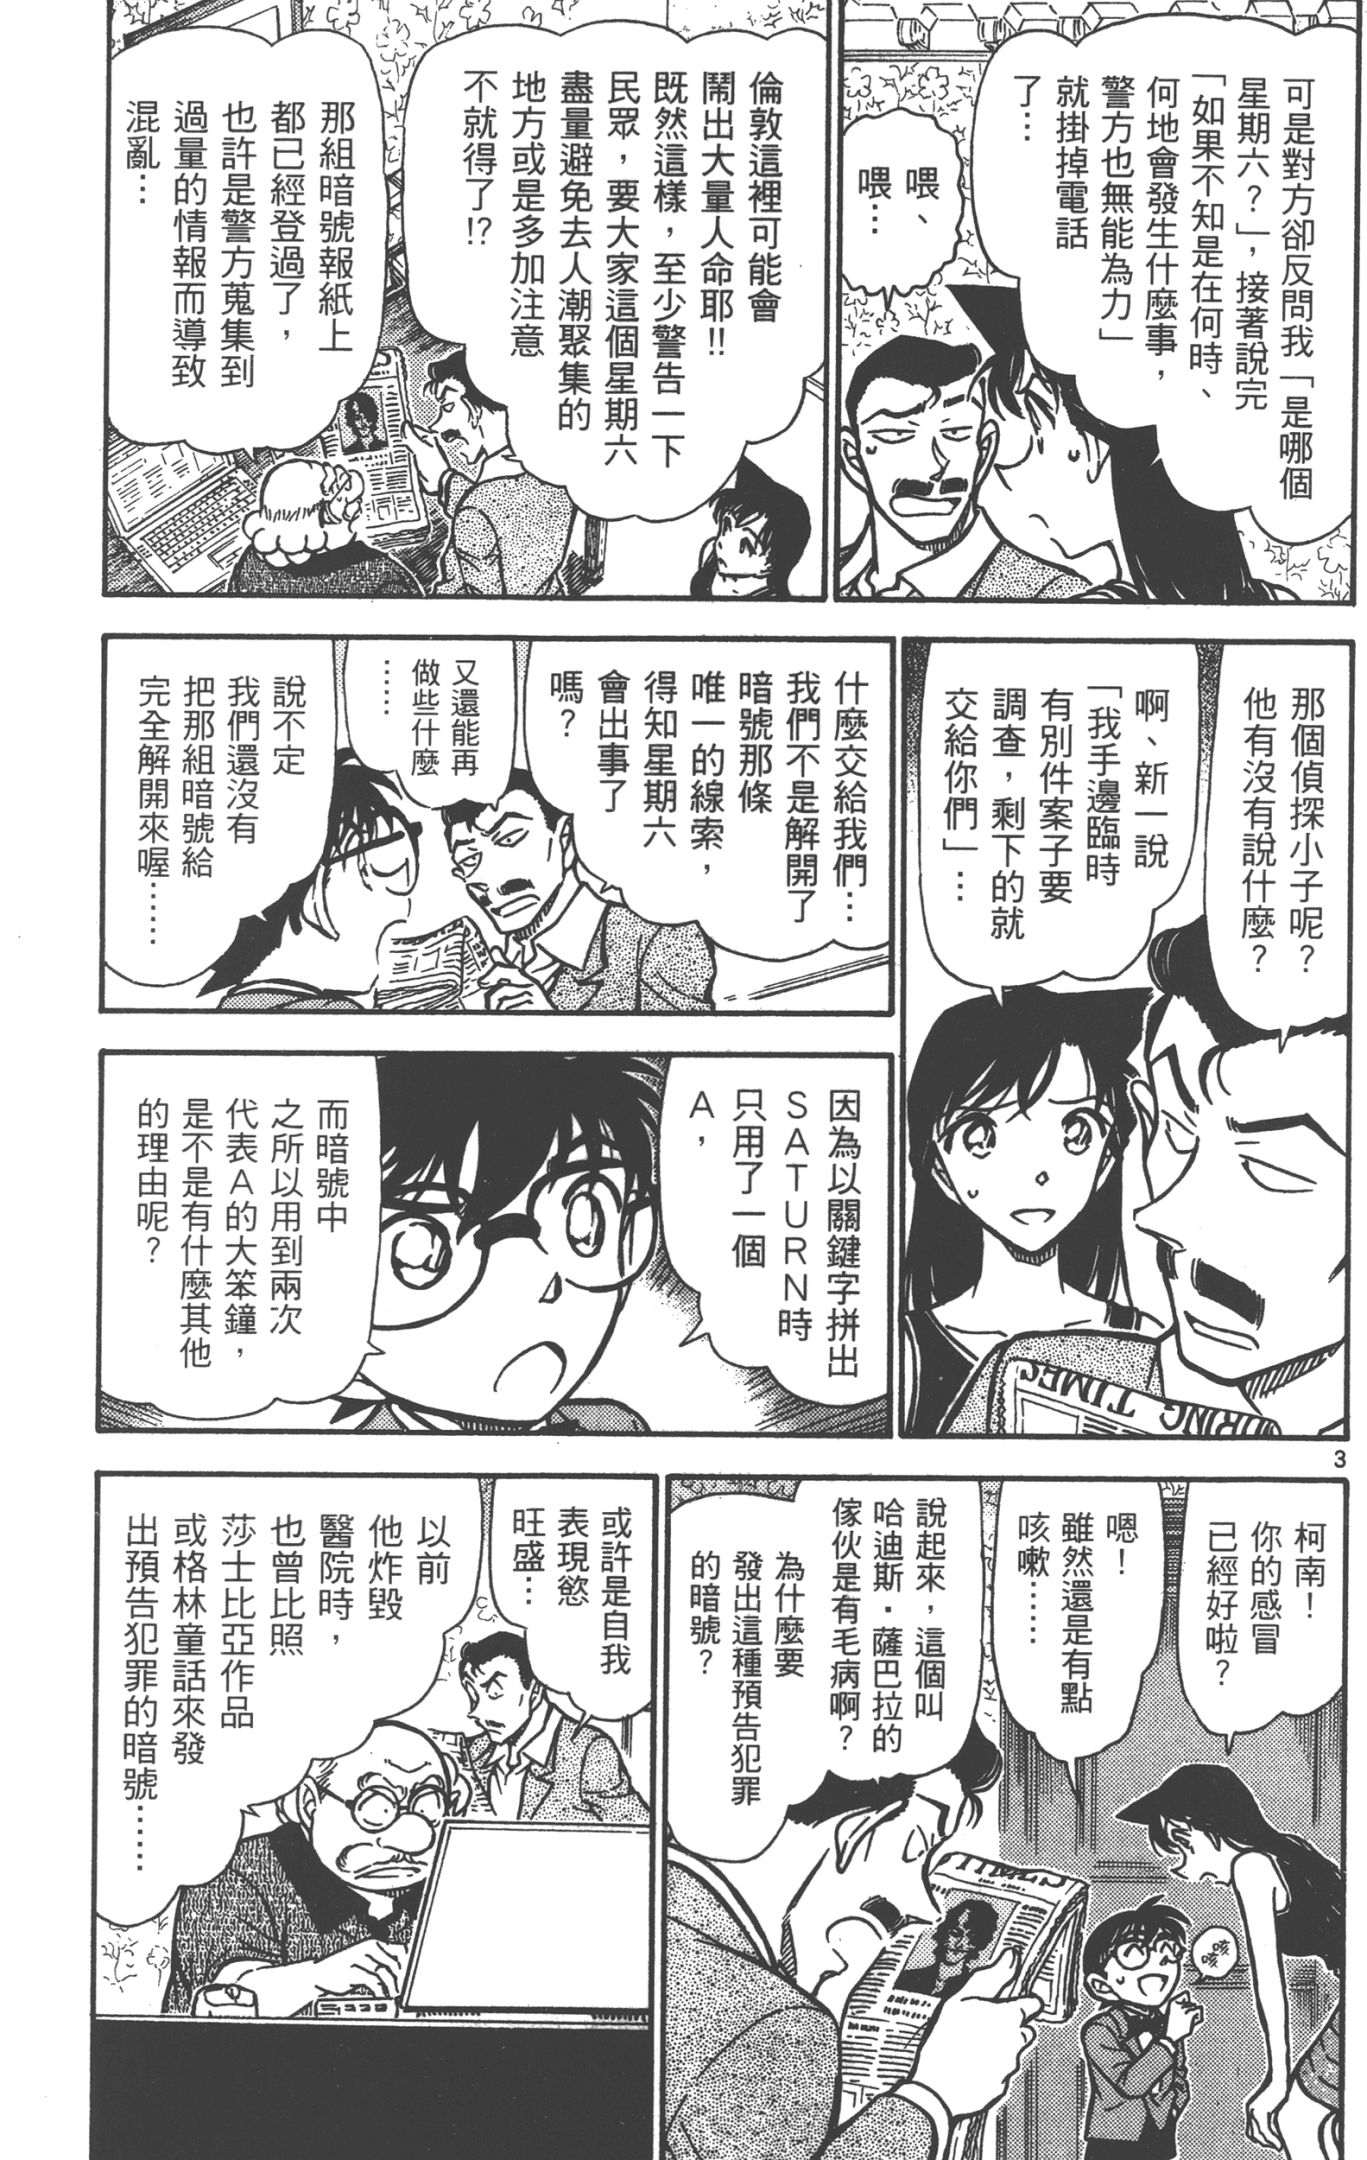 可是對方卻反問我「是哪個
星期六？」，接著說完
「如果不知是在何時、
何地會發生什麼事，
警方也無能為力」
就掛掉電話
了…
喂、
喂…
倫敦這裡可能會
鬧出大量人命耶!!
既然這樣，至少警告一下
民眾，要大家這個星期六
盡量避免去人潮聚集的
地方或是多加注意
不就得了!?
那組暗號報紙上
都已經登過了，
也許是警方蒐集到
過量的情報而導致
混亂…
那個偵探小子呢？
他有沒有說什麼？
啊、新一說
「我手邊臨時
有別件案子要
調查，剩下的就
交給你們」…
RING TIMES
什麼交給我們…
我們不是解開了
暗號那條
唯一的線索，
得知星期六
會出事了
嗎？
又還能再
做些什麼
……
說不定
我們還沒有
把那組暗號給
完全解開來喔……
因為以關鍵字拼出
SATURN時
只用了一個
A，
而暗號中
之所以用到兩次
代表A的大笨鐘，
是不是有什麼其他
的理由呢？
3
柯南！
你的感冒
已經好啦？
嗯！
雖然還是有點
咳嗽……
咳
咳
說起來，這個叫
哈迪斯·薩巴拉的
傢伙是有毛病啊？
為什麼要
發出這種預告犯罪
的暗號？
或許是自我
表現慾
旺盛…
以前
他炸毀
醫院時，
也曾比照
莎士比亞作品
或格林童話來發
出預告犯罪的暗號……